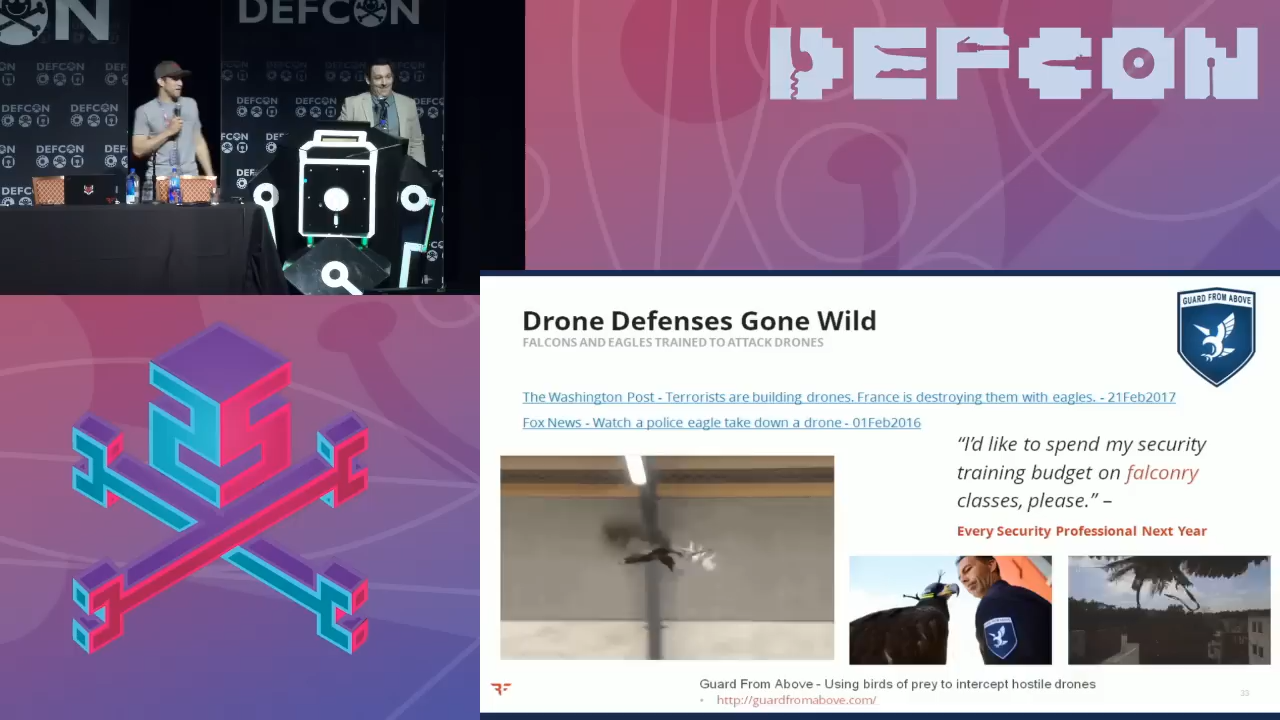 DEFCON
DEFCON
Drone Defenses Gone Wild
FALCONS AND EAGLES TRAINED TO ATTACK DRONES
GUARD FROM ABOVE
The Washington Post - Terrorists are building drones. France is destroying them with eagles. - 21Feb2017
Fox News - Watch a police eagle take down a drone - 01Feb2016
“I’d like to spend my security
training budget on falconry
classes, please.” –
Every Security Professional Next Year
Guard From Above - Using birds of prey to intercept hostile drones
• http://guardfromabove.com/
33